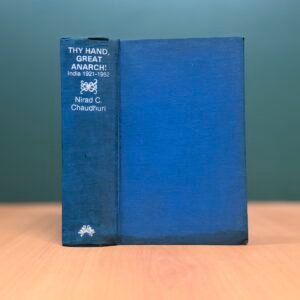 THY HAND,
GREAT
ANARCH!
India 1921-1952
Nirad C.
Chaudhuri